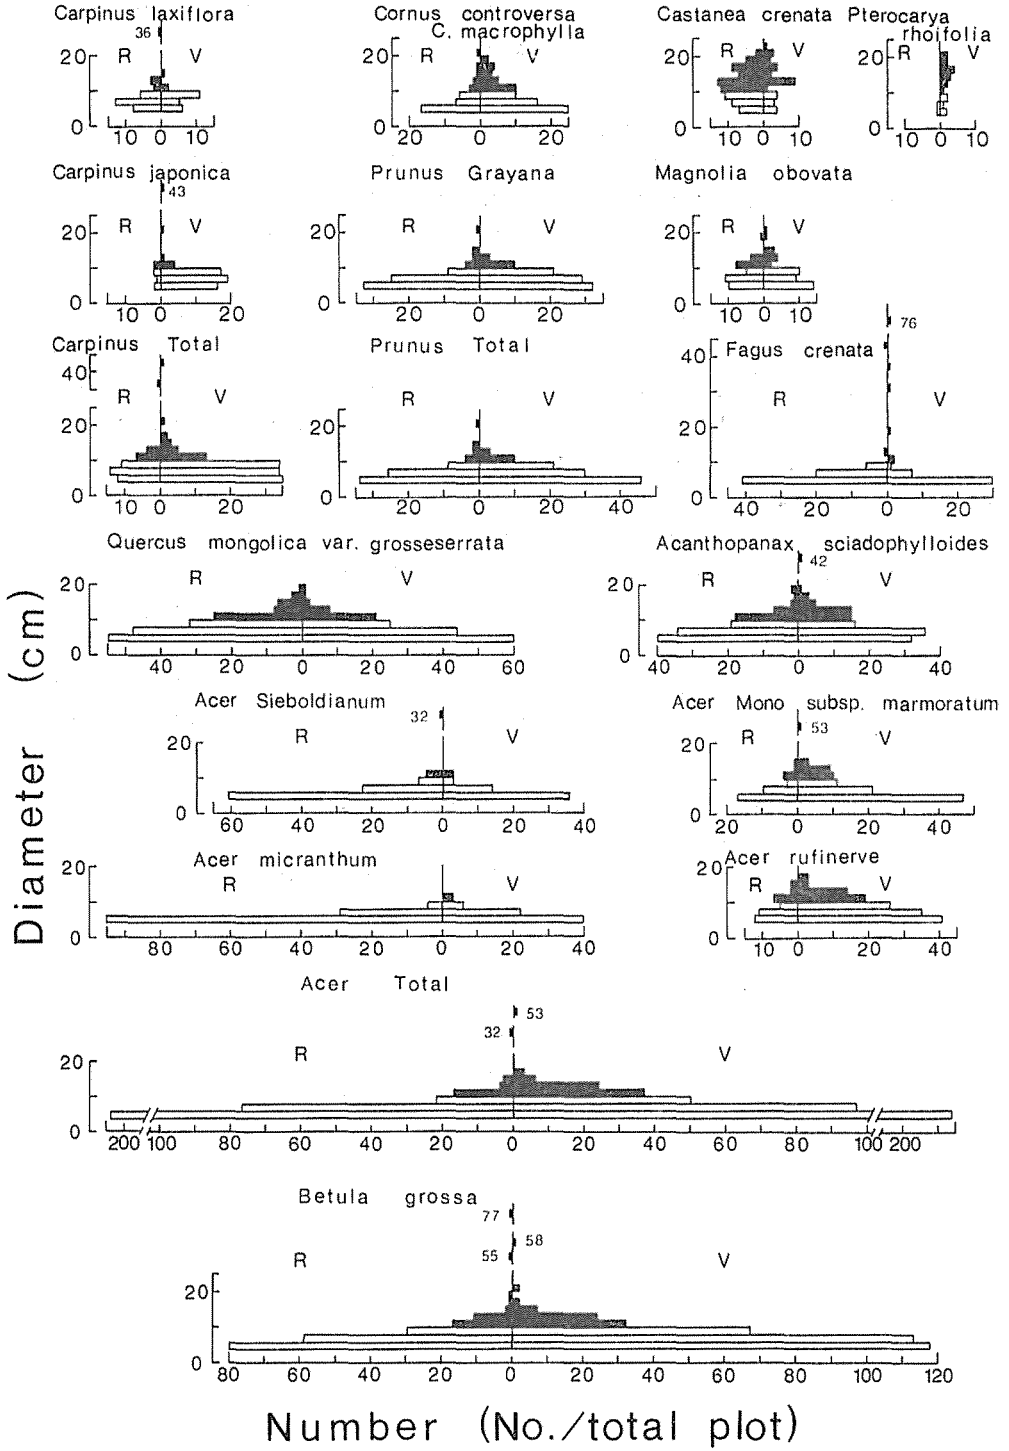 Carpinus laxiflora
36
R V
20
0
10 0 10
Cornus controversa
C. macrophylla
R V
20
0
20 0 20
Castanea crenata
R V
20
0
10 0 10
Pterocarya
rhoifolia
R V
20
0
10 0 10
Carpinus japonica
43
R V
20
0
10 0 20
Prunus Grayana
R V
20
0
20 0 20
Magnolia obovata
R V
20
0
10 0 10
Carpinus Total
40
R V
20
0
10 0 20
Prunus Total
R V
20
0
20 0 20 40
76
Fagus crenata
40
R V
20
0
40 20 0 20
Quercus mongolica var. grosseserrata
R V
20
0
40 20 0 20 40 60
Acanthopanax sciadophylloides
42
R V
20
0
40 20 0 20 40
Acer Sieboldianum
32
R V
20
0
60 40 20 0 20 40
Acer Mono subsp. marmoratum
53
R V
20
0
20 0 20 40
Acer micranthum
R V
20
0
80 60 40 20 0 20 40
Acer rufinerve
R V
20
0
10 0 20 40
Acer Total
53
32
R V
20
0
200 100 80 60 40 20 0 20 40 60 80 100 200
Betula grossa
77
58
55
R V
20
0
80 60 40 20 0 20 40 60 80 100 120
Diameter (cm)
Number (No./total plot)